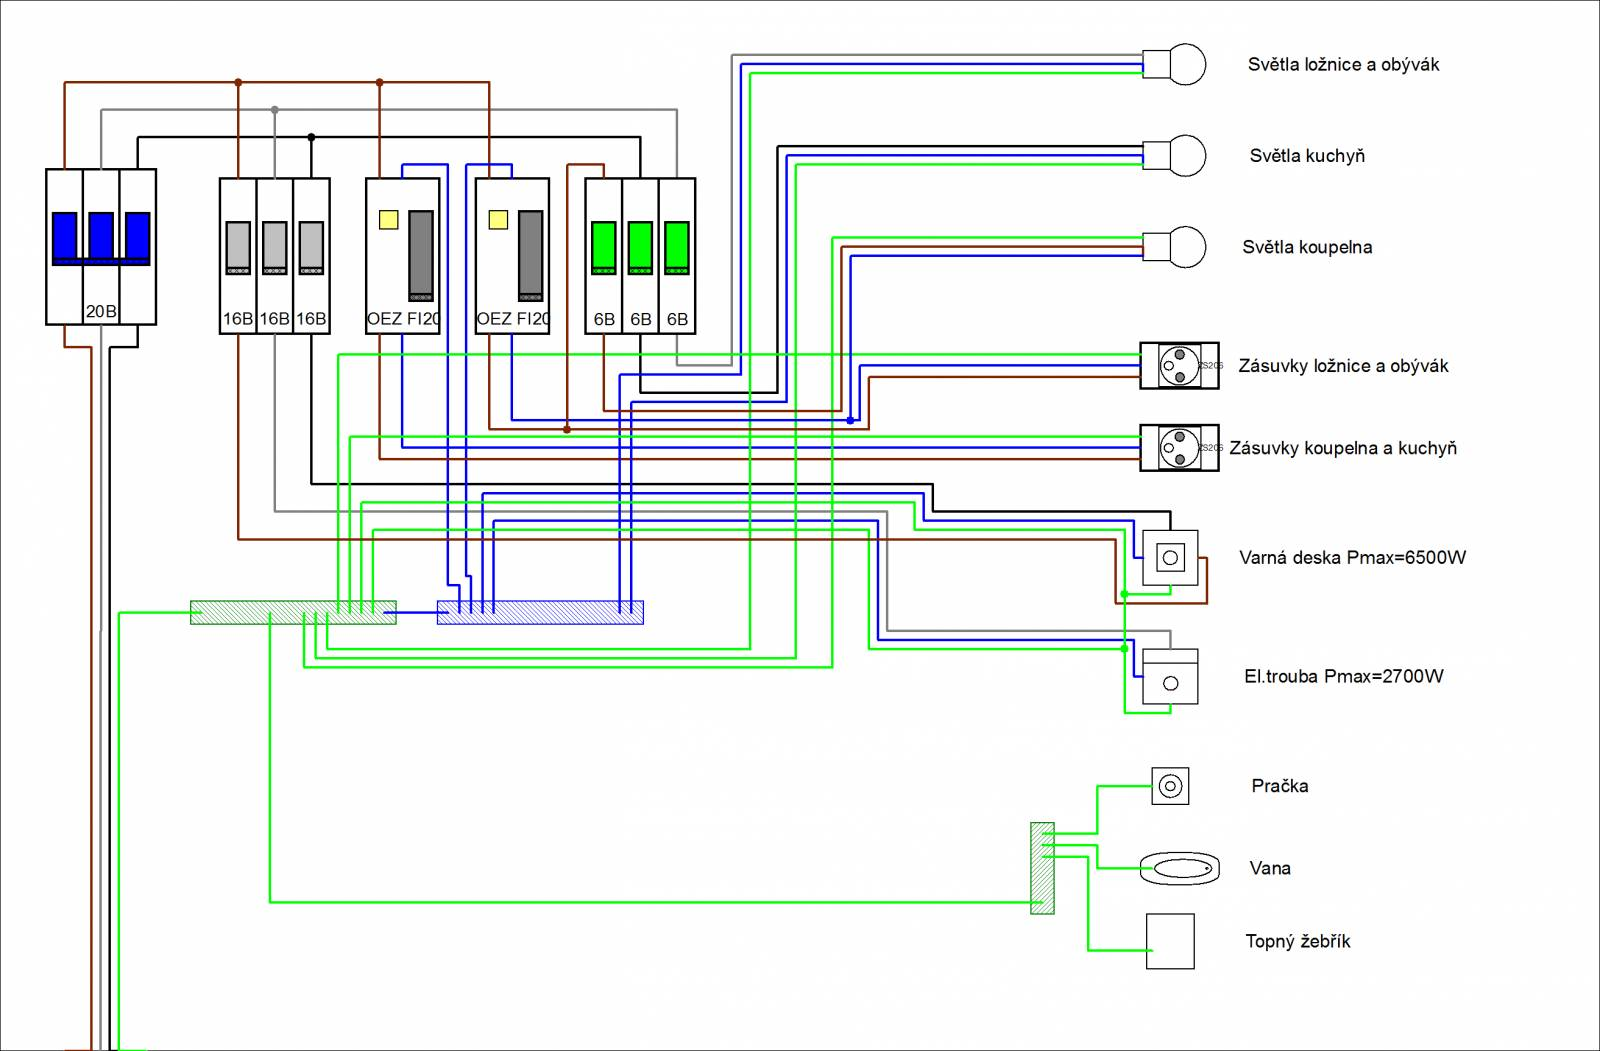 Světla ložnice a obývák
Světla kuchyň
Světla koupelna
20B
16B
16B
16B
OEZ FI20
OEZ FI20
6B
6B
6B
Zásuvky ložnice a obývák
Zásuvky koupelna a kuchyň
Varná deska Pmax=6500W
El.trouba Pmax=2700W
Pračka
Vana
Topný žebřík